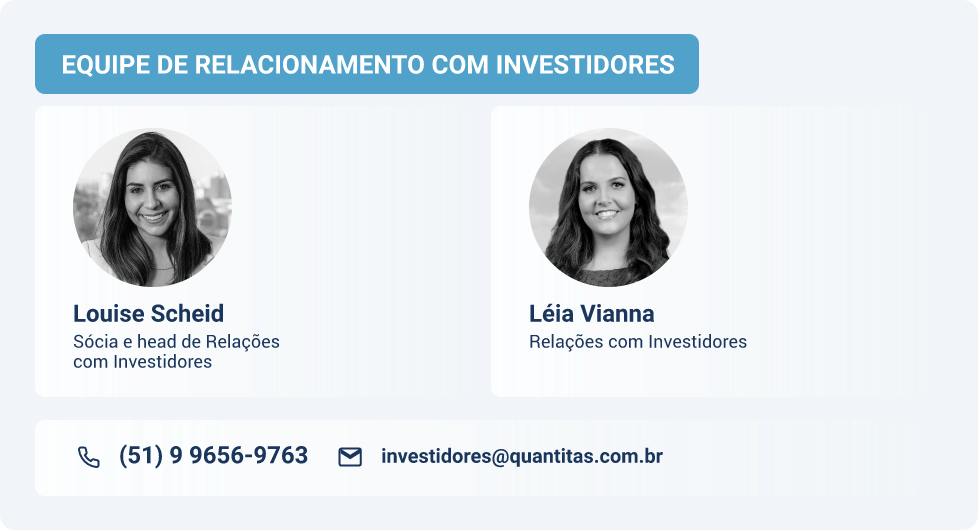 EQUIPE DE RELACIONAMENTO COM INVESTIDORES
Louise Scheid
Sócia e head de Relações
com Investidores
Léia Vianna
Relações com Investidores
(51) 9 9656-9763
investidores@quantitas.com.br